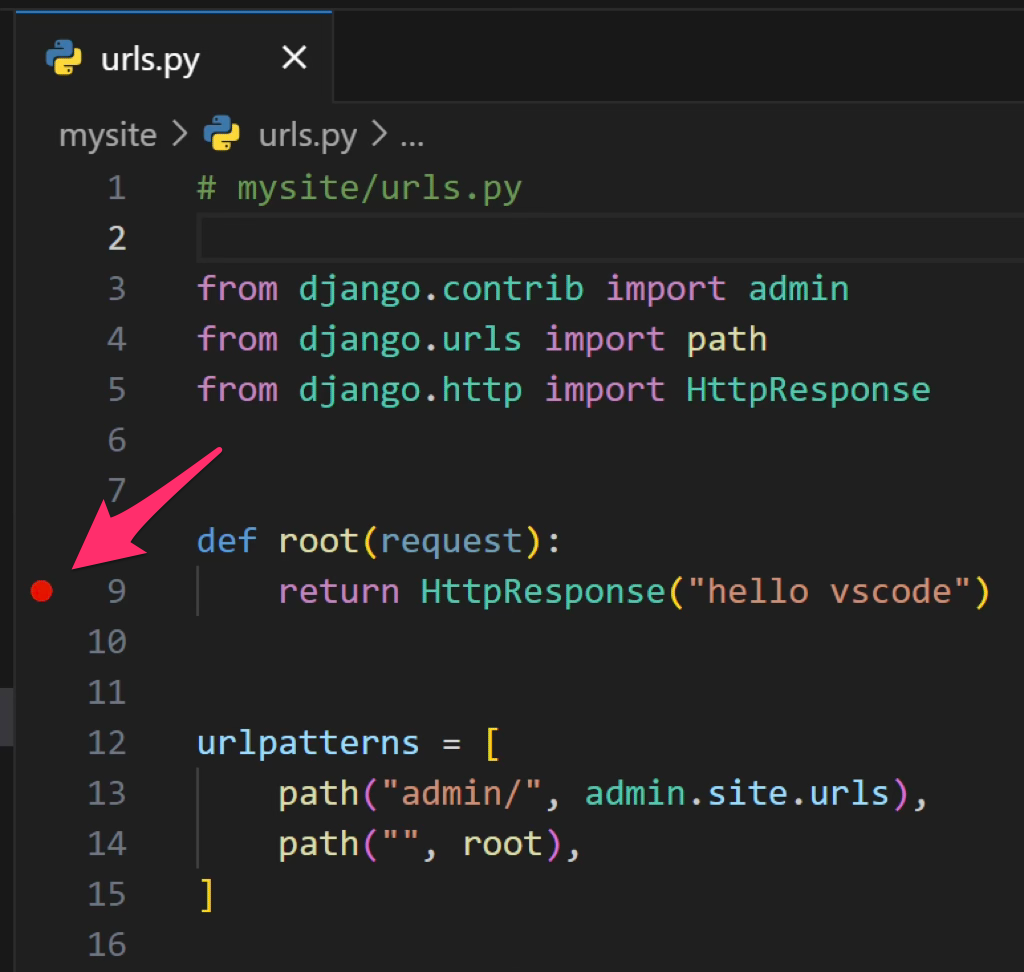 urls.py
mysite > urls.py > ...
1 # mysite/urls.py
2
3 from django.contrib import admin
4 from django.urls import path
5 from django.http import HttpResponse
6
7
def root(request):
9     return HttpResponse("hello vscode")
10
11
12 urlpatterns = [
13     path("admin/", admin.site.urls),
14     path("", root),
15 ]
16